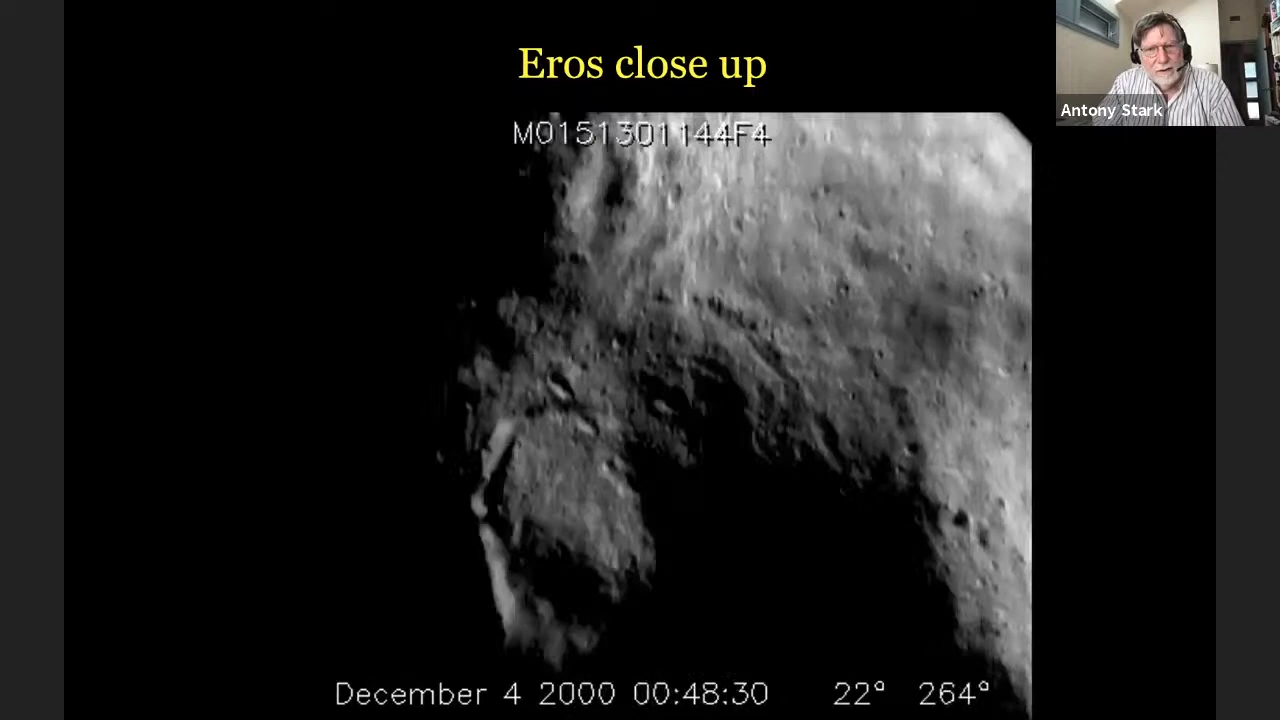 Eros close up
Antony Stark
M0151301144F4
December 4 2000 00:48:30 22° 264°